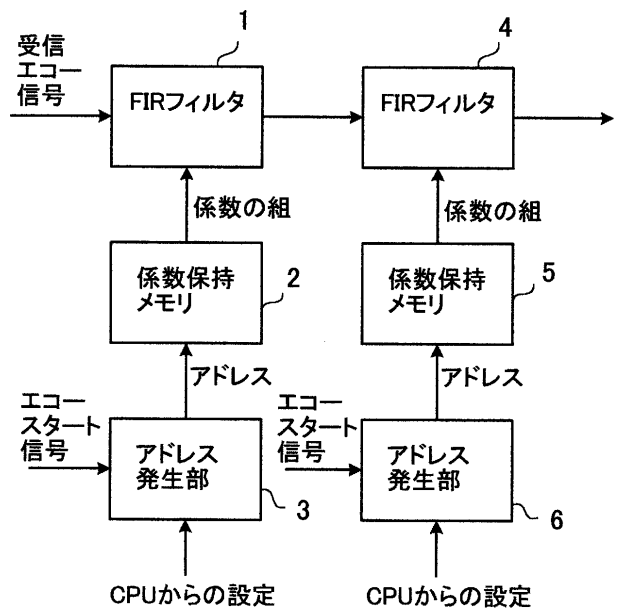 1
4
受信
エコー
信号
FIRフィルタ
FIRフィルタ
係数の組
係数の組
係数保持
メモリ
2
係数保持
メモリ
5
アドレス
アドレス
エコー
スタート
信号
エコー
スタート
信号
アドレス
発生部
3
アドレス
発生部
6
CPUからの設定
CPUからの設定